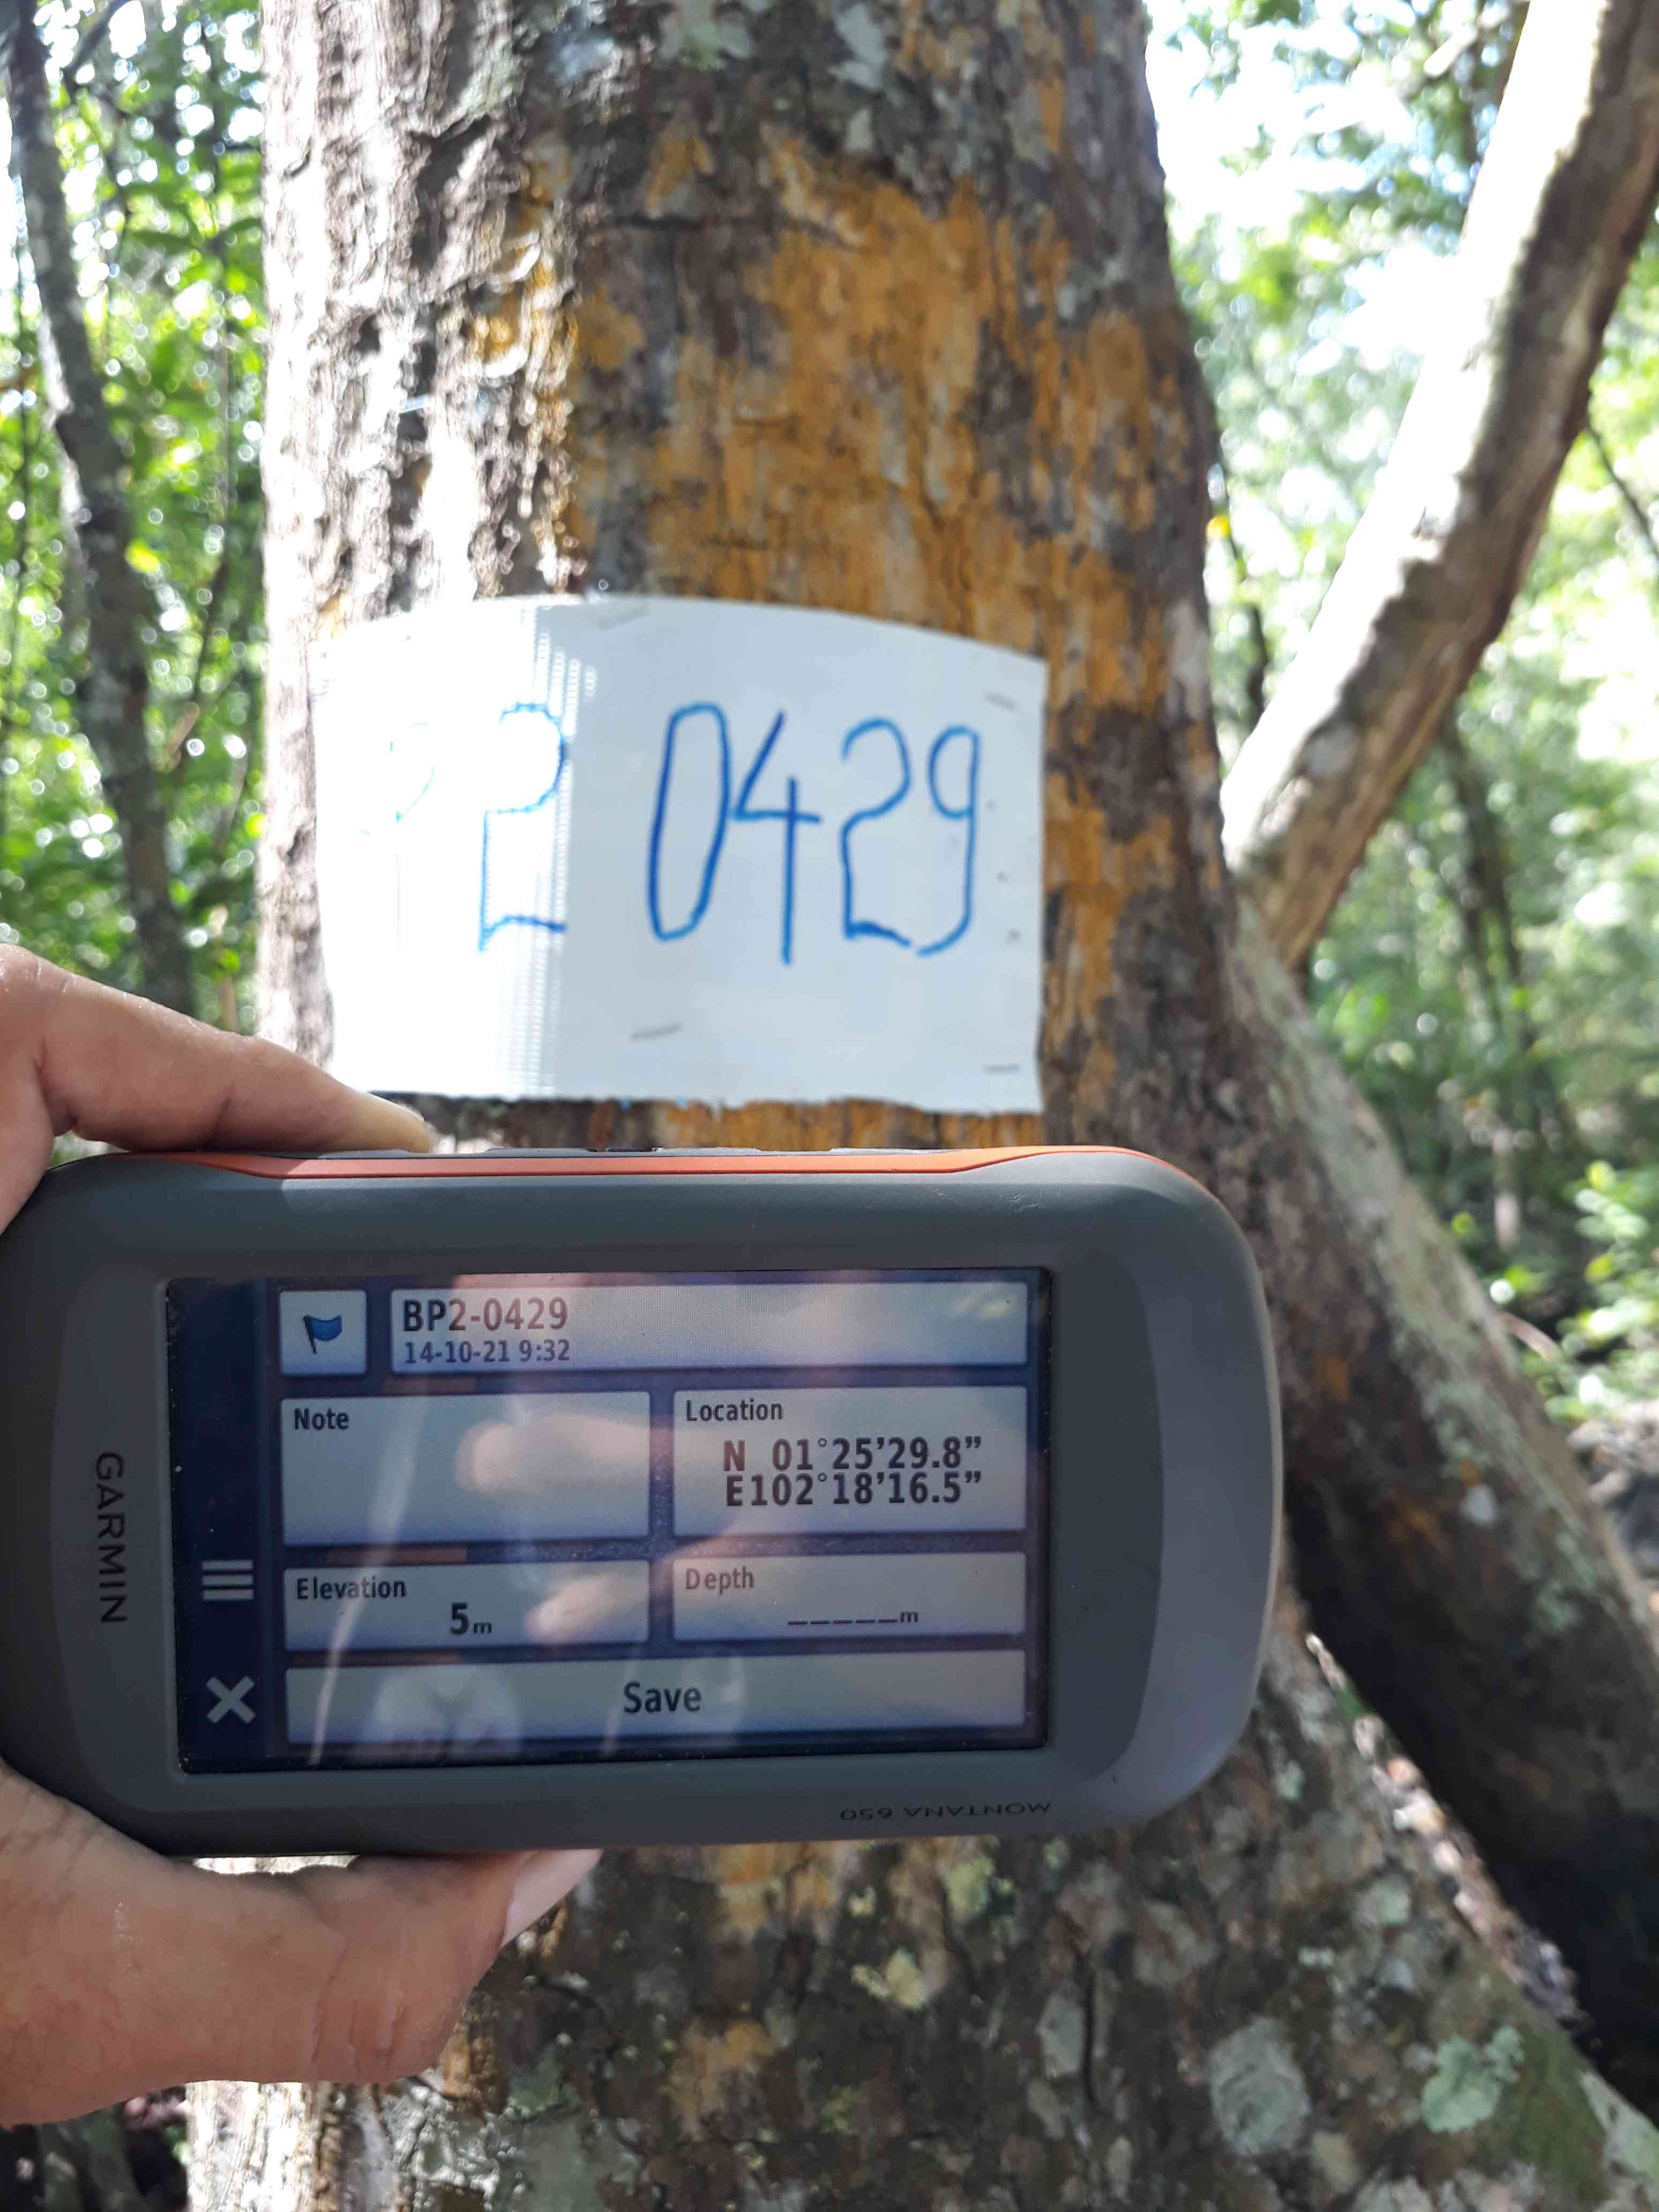 P2 0429
BP2-0429
14-10-21 9:32
Note
Location
N 01°25'29.8"
E102°18'16.5"
Elevation
5m
Depth
_____m
Save
GARMIN
MONTANA 650